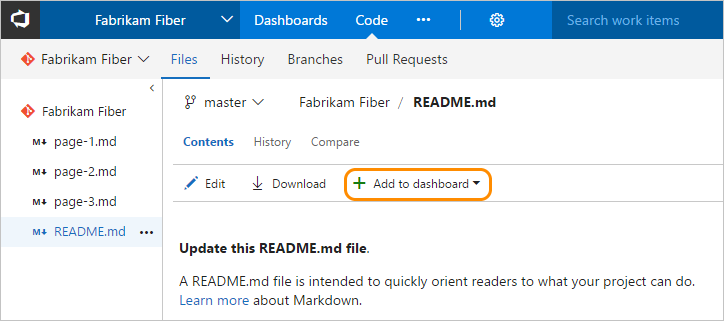 Fabrikam Fiber Dashboards Code ... Search work items
Fabrikam Fiber Files History Branches Pull Requests
Fabrikam Fiber
page-1.md
page-2.md
page-3.md
README.md ...
master Fabrikam Fiber / README.md
Contents History Compare
Edit Download + Add to dashboard
Update this README.md file.
A README.md file is intended to quickly orient readers to what your project can do.
Learn more about Markdown.